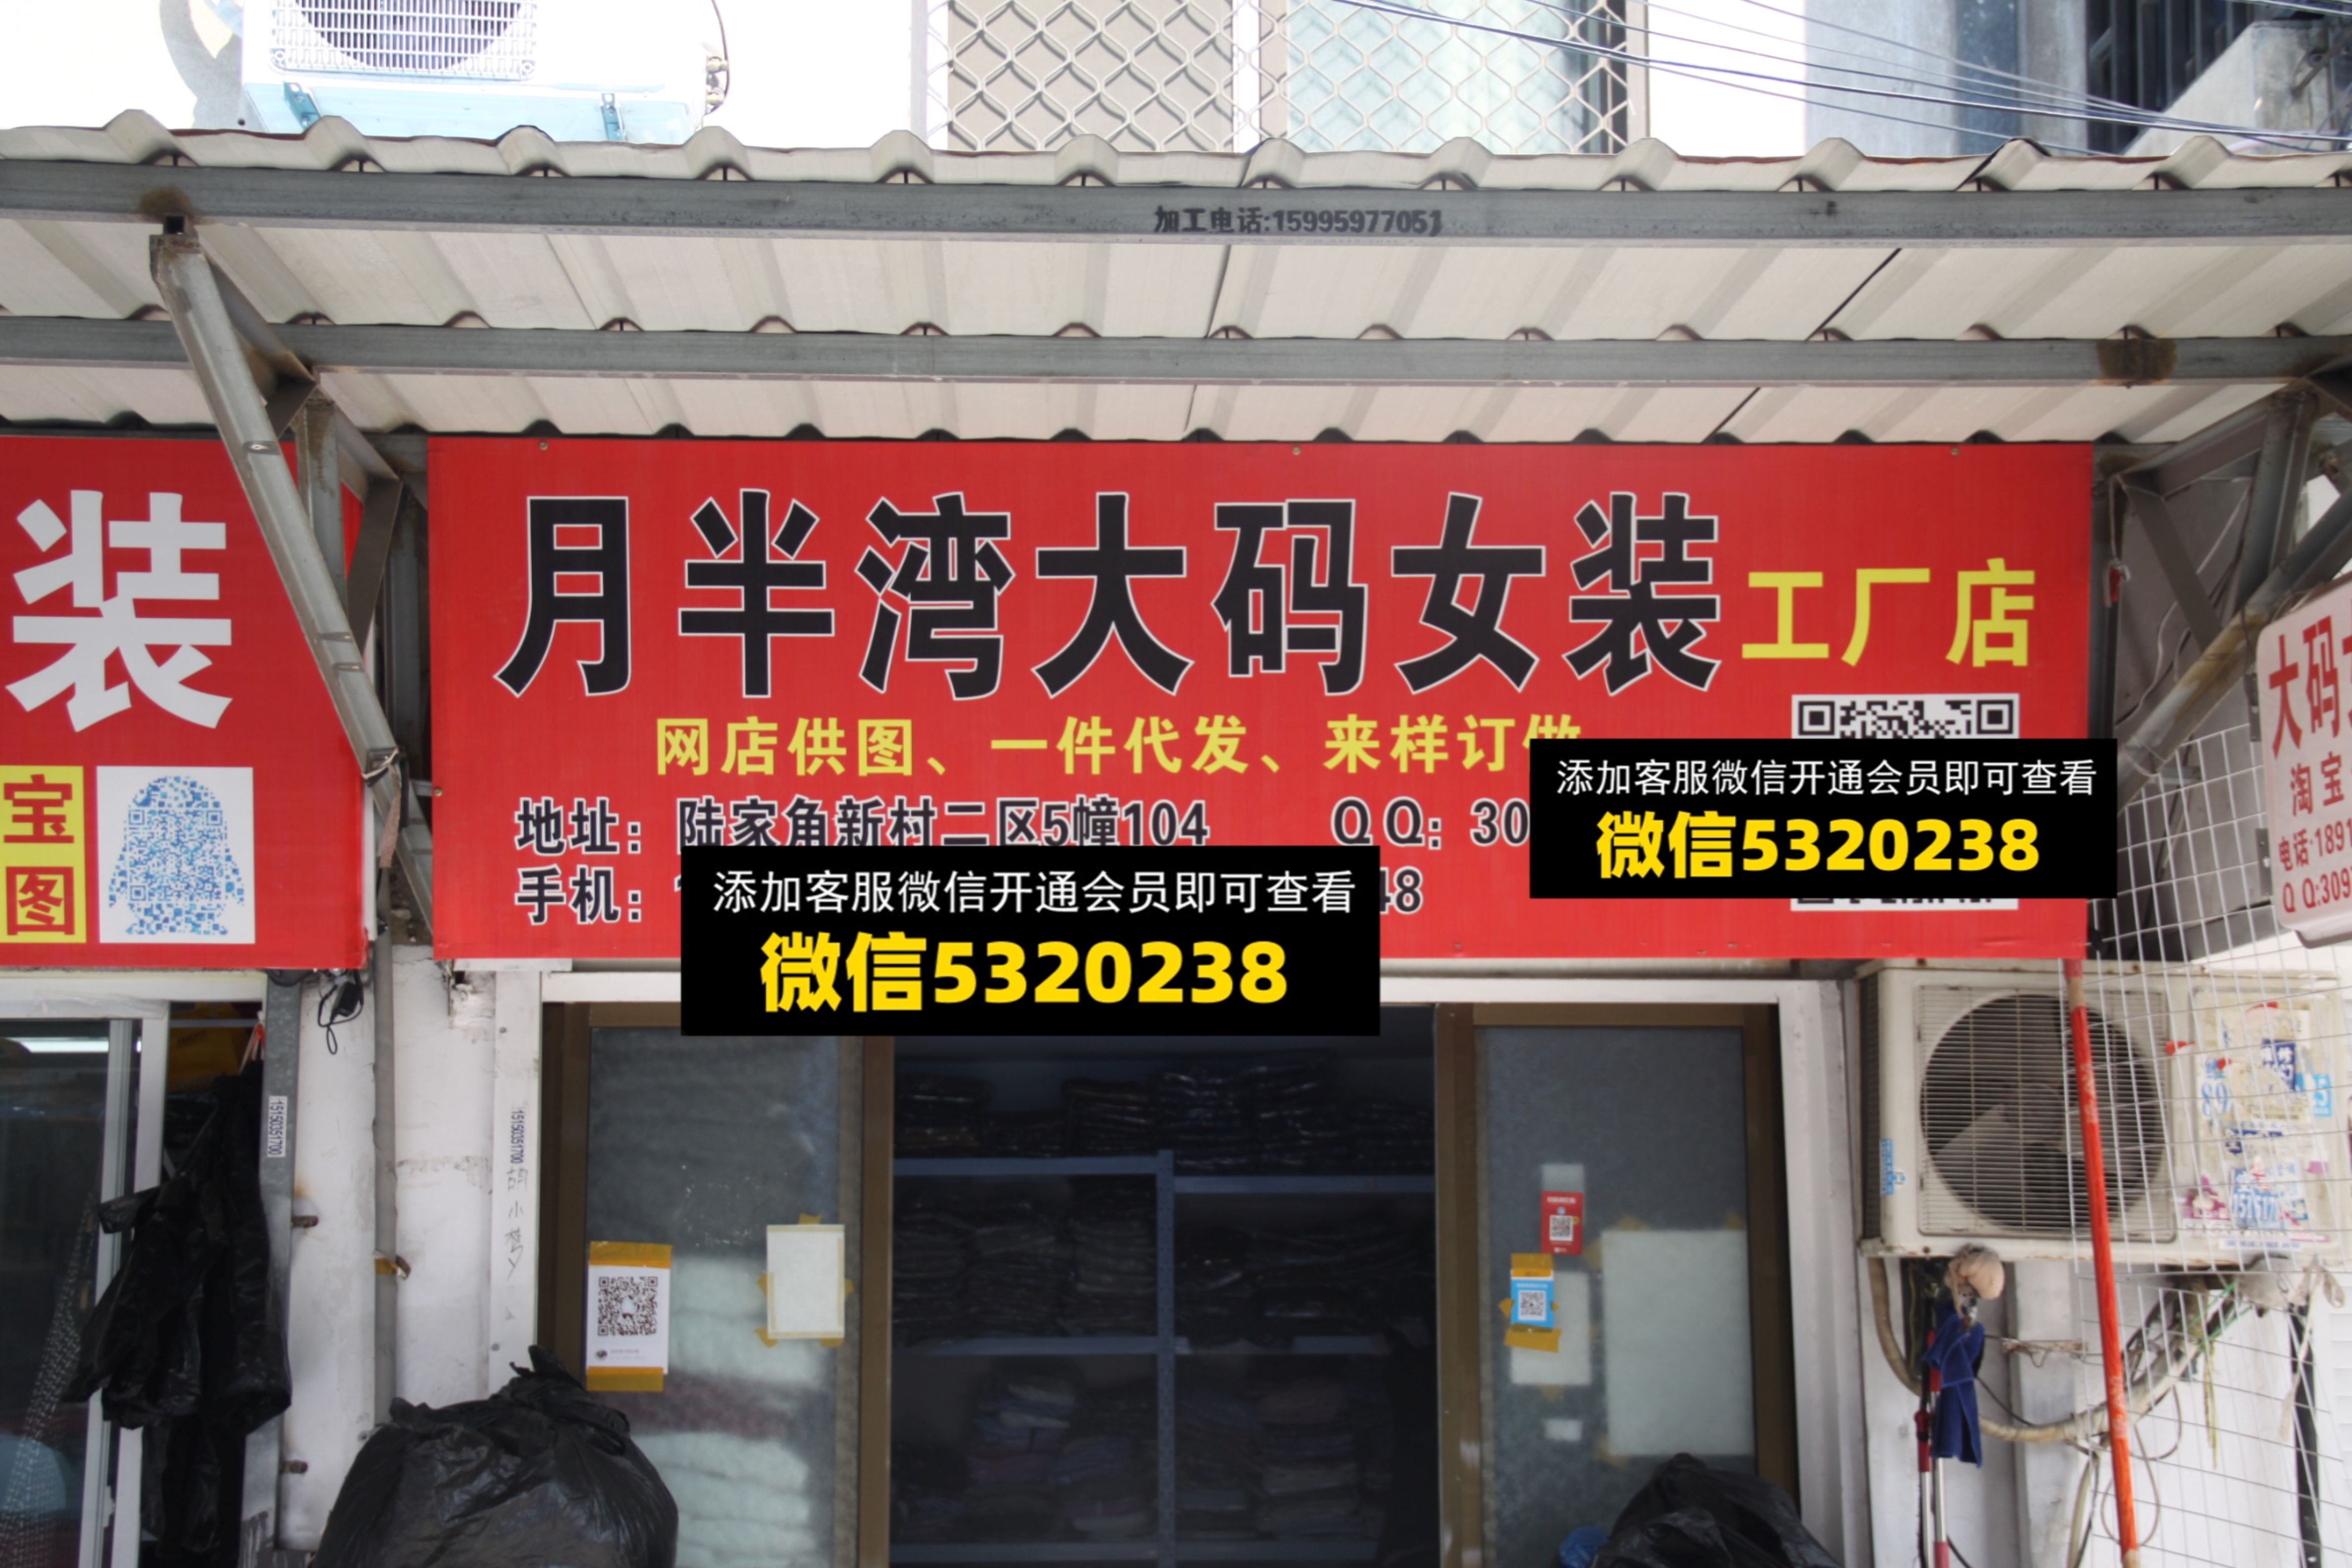 加工电话:15995977051
装
宝
图
月半湾大码女装工厂店
网店供图、一件代发、来样订做
地址：陆家角新村二区5幢104 QQ：30
手机：
48
添加客服微信开通会员即可查看
微信5320238
添加客服微信开通会员即可查看
微信5320238
大码
淘宝
电话:1891
QQ:309
15150351700
15150351700